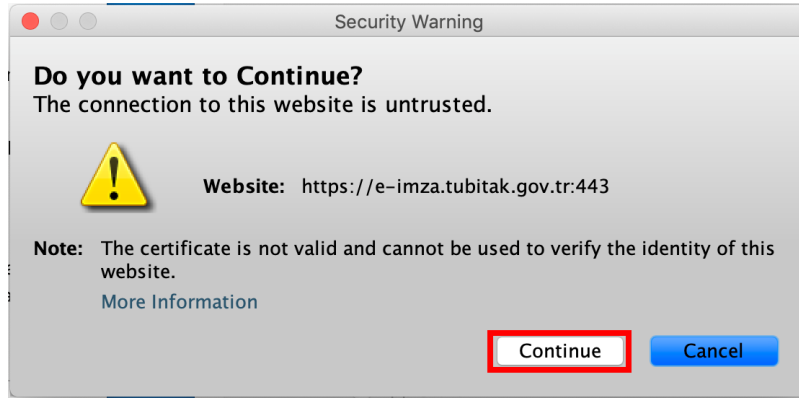 Security Warning
Do you want to Continue?
The connection to this website is untrusted.
Website: https://e-imza.tubitak.gov.tr:443
Note: The certificate is not valid and cannot be used to verify the identity of this
website.
More Information
Continue Cancel